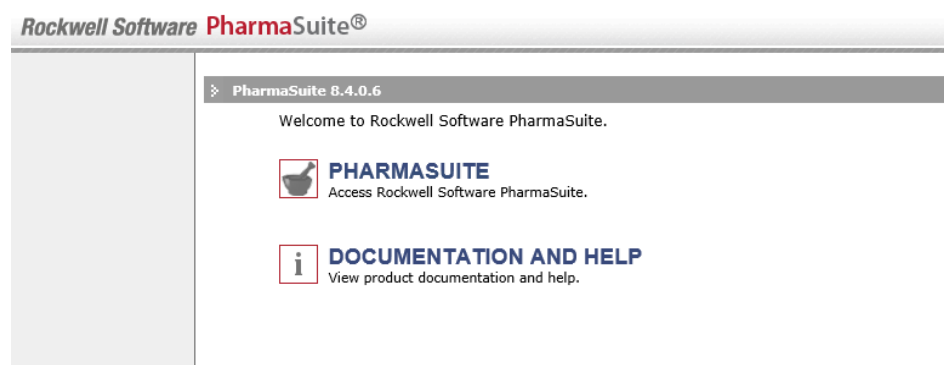 Rockwell Software PharmaSuite®
PharmaSuite 8.4.0.6
Welcome to Rockwell Software PharmaSuite.
PHARMASUITE
Access Rockwell Software PharmaSuite.
i
DOCUMENTATION AND HELP
View product documentation and help.